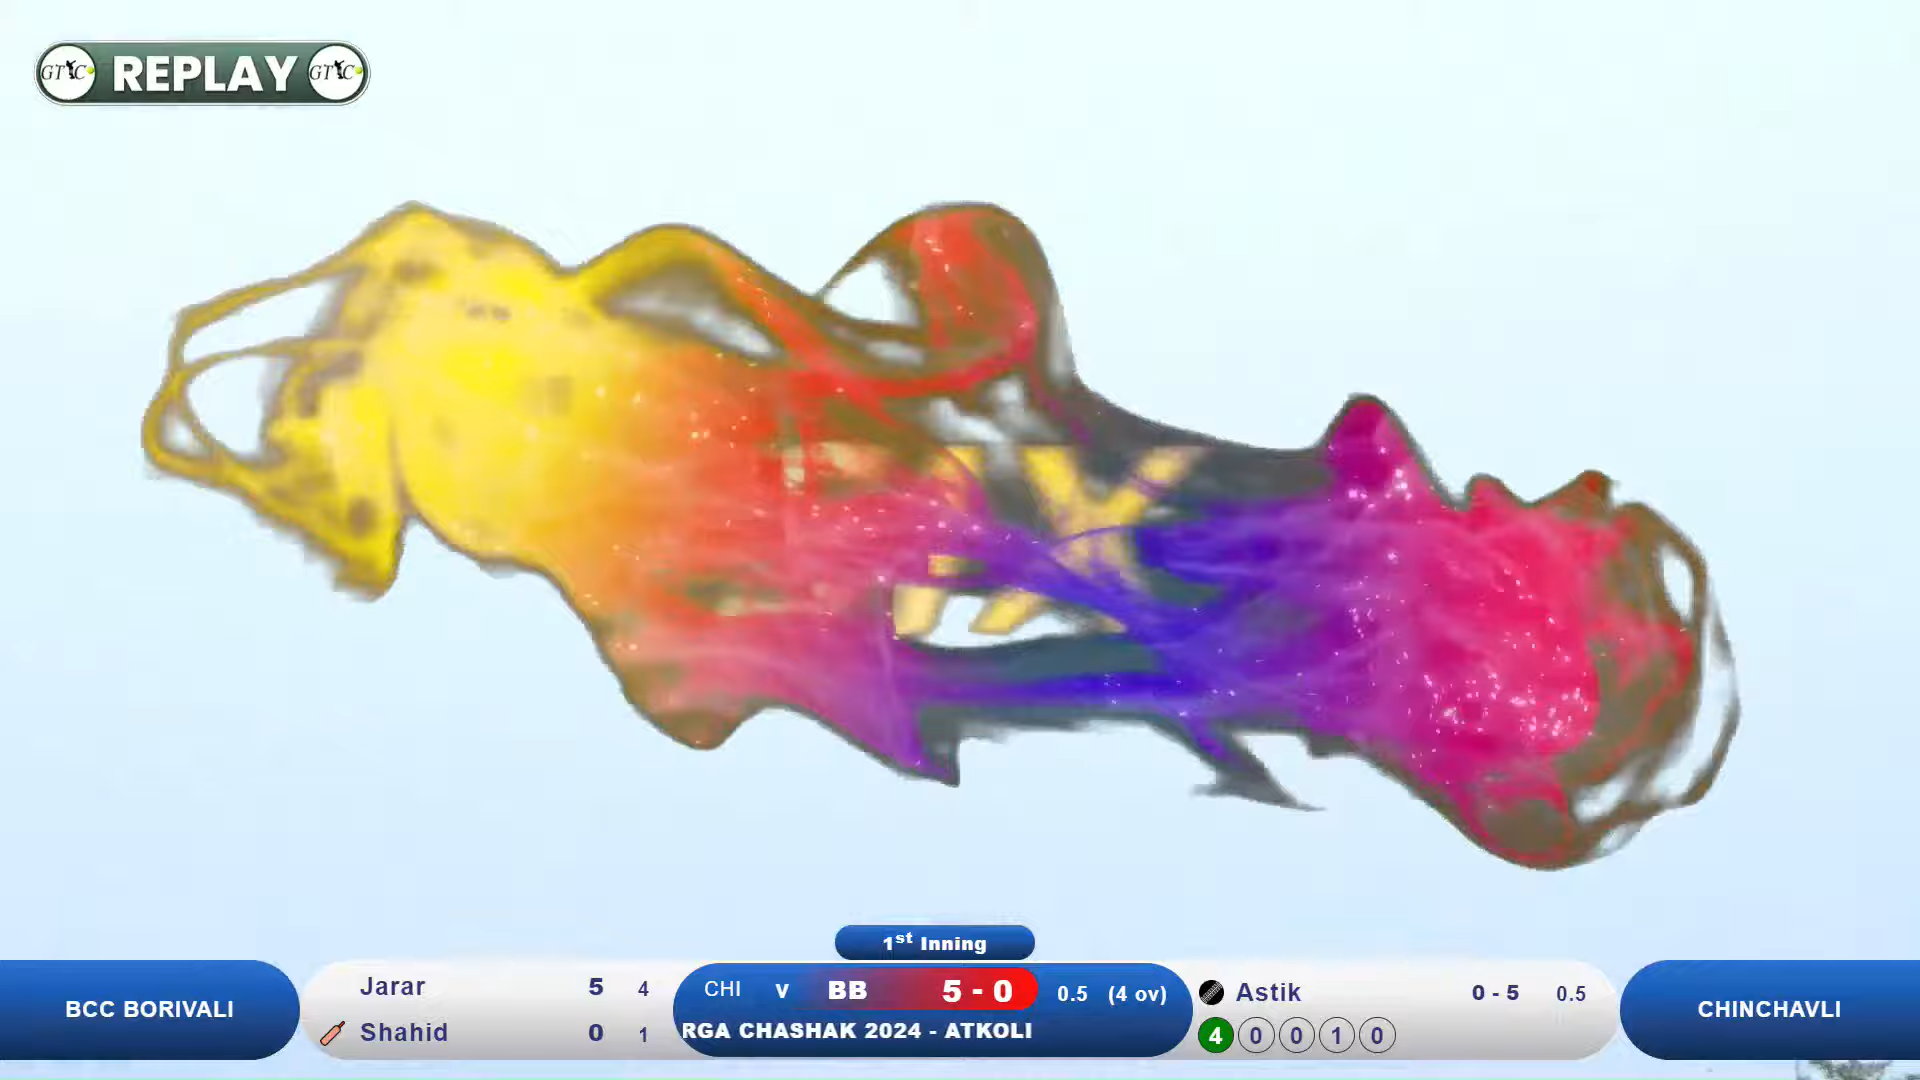 GTC REPLAY GTC
1st Inning
BCC BORIVALI
Jarar 5 4
Shahid 0 1
CHI v BB 5 - 0 0.5 (4 ov)
RGA CHASHAK 2024 - ATKOLI
Astik 0 - 5 0.5
4 0 0 1 0
CHINCHAVLI